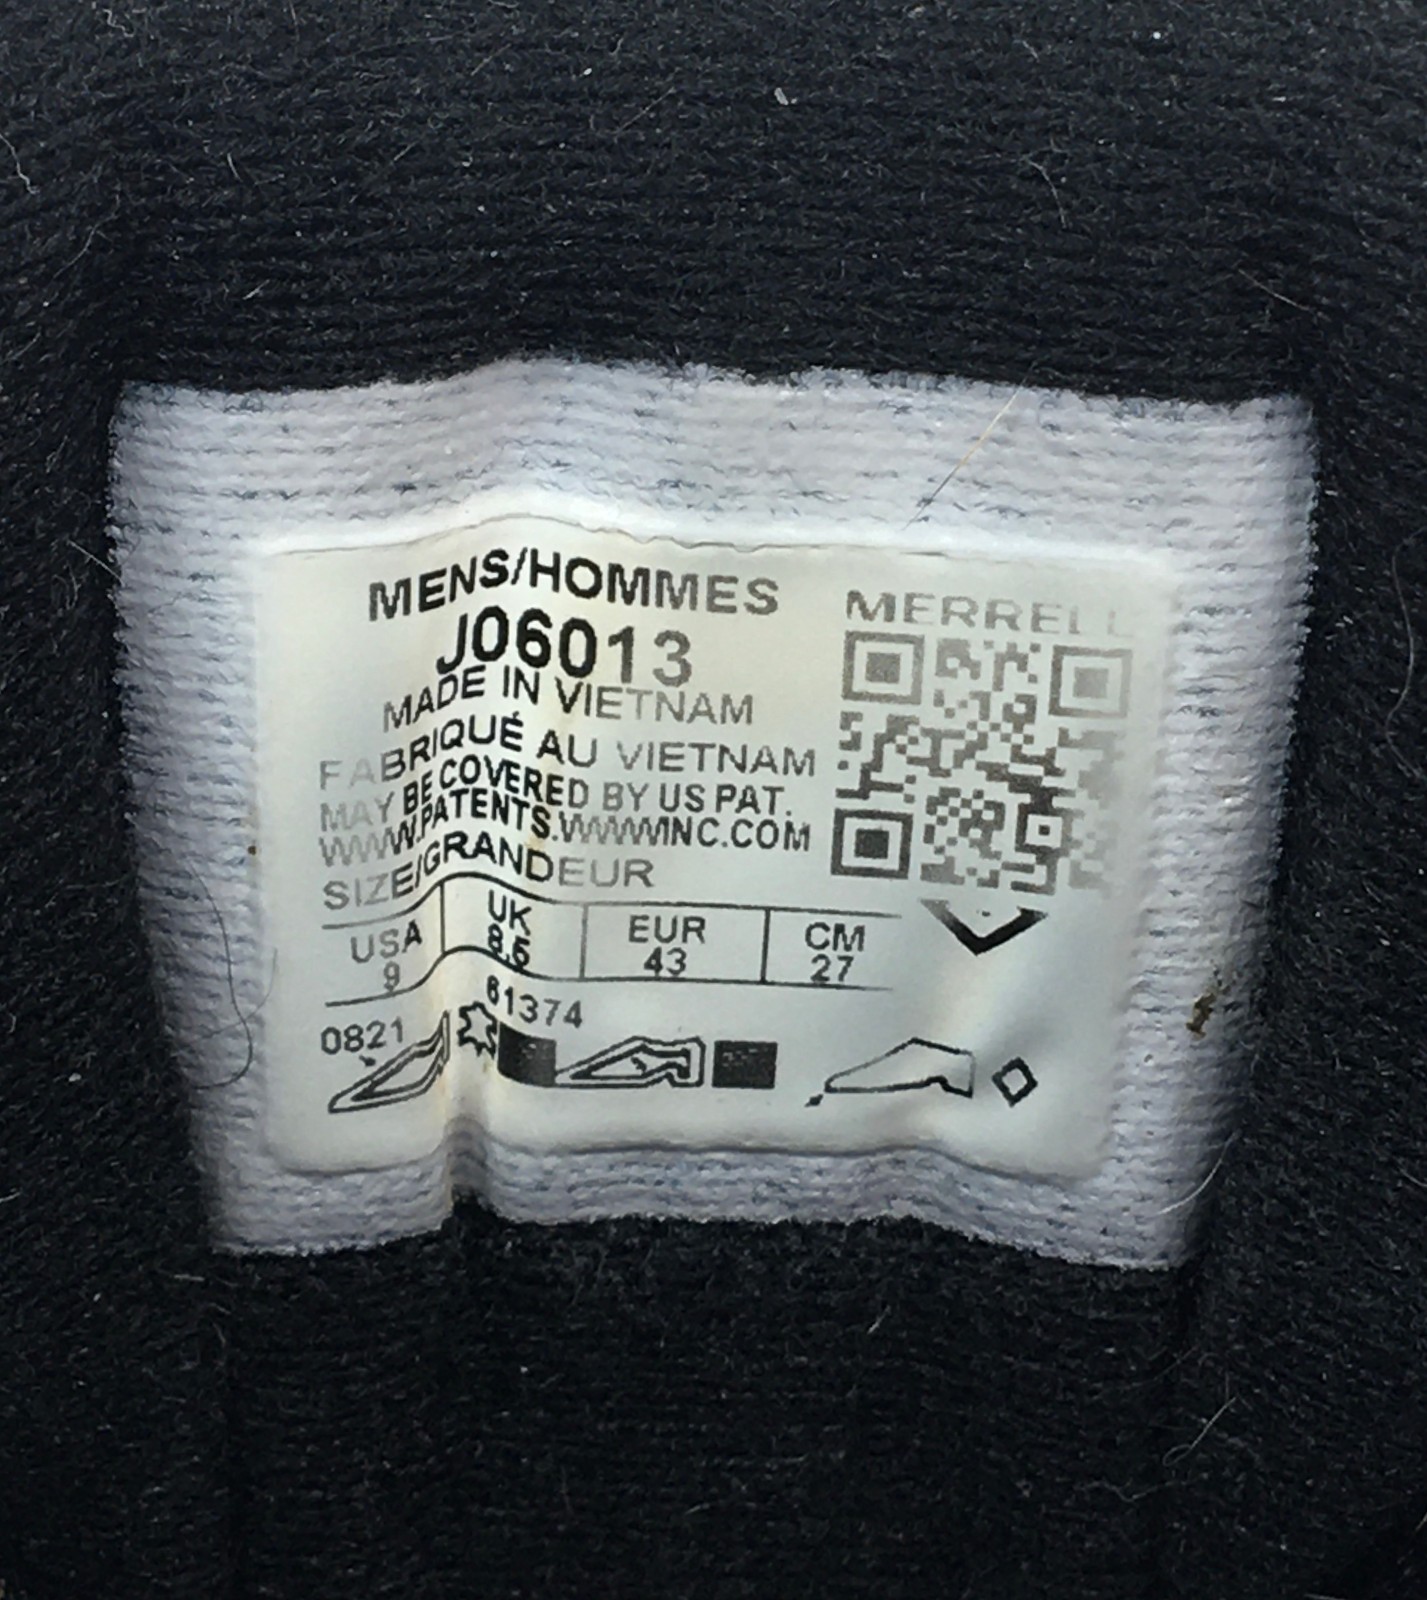 MENS/HOMMES
J06013
MADE IN VIETNAM
FABRIQUÉ AU VIETNAM
MAY BE COVERED BY US PAT.
WWW.PATENTS.WWWINC.COM
SIZE/GRANDEUR
USA UK EUR CM
9 8.5 43 27
0821 61374
MERRELL